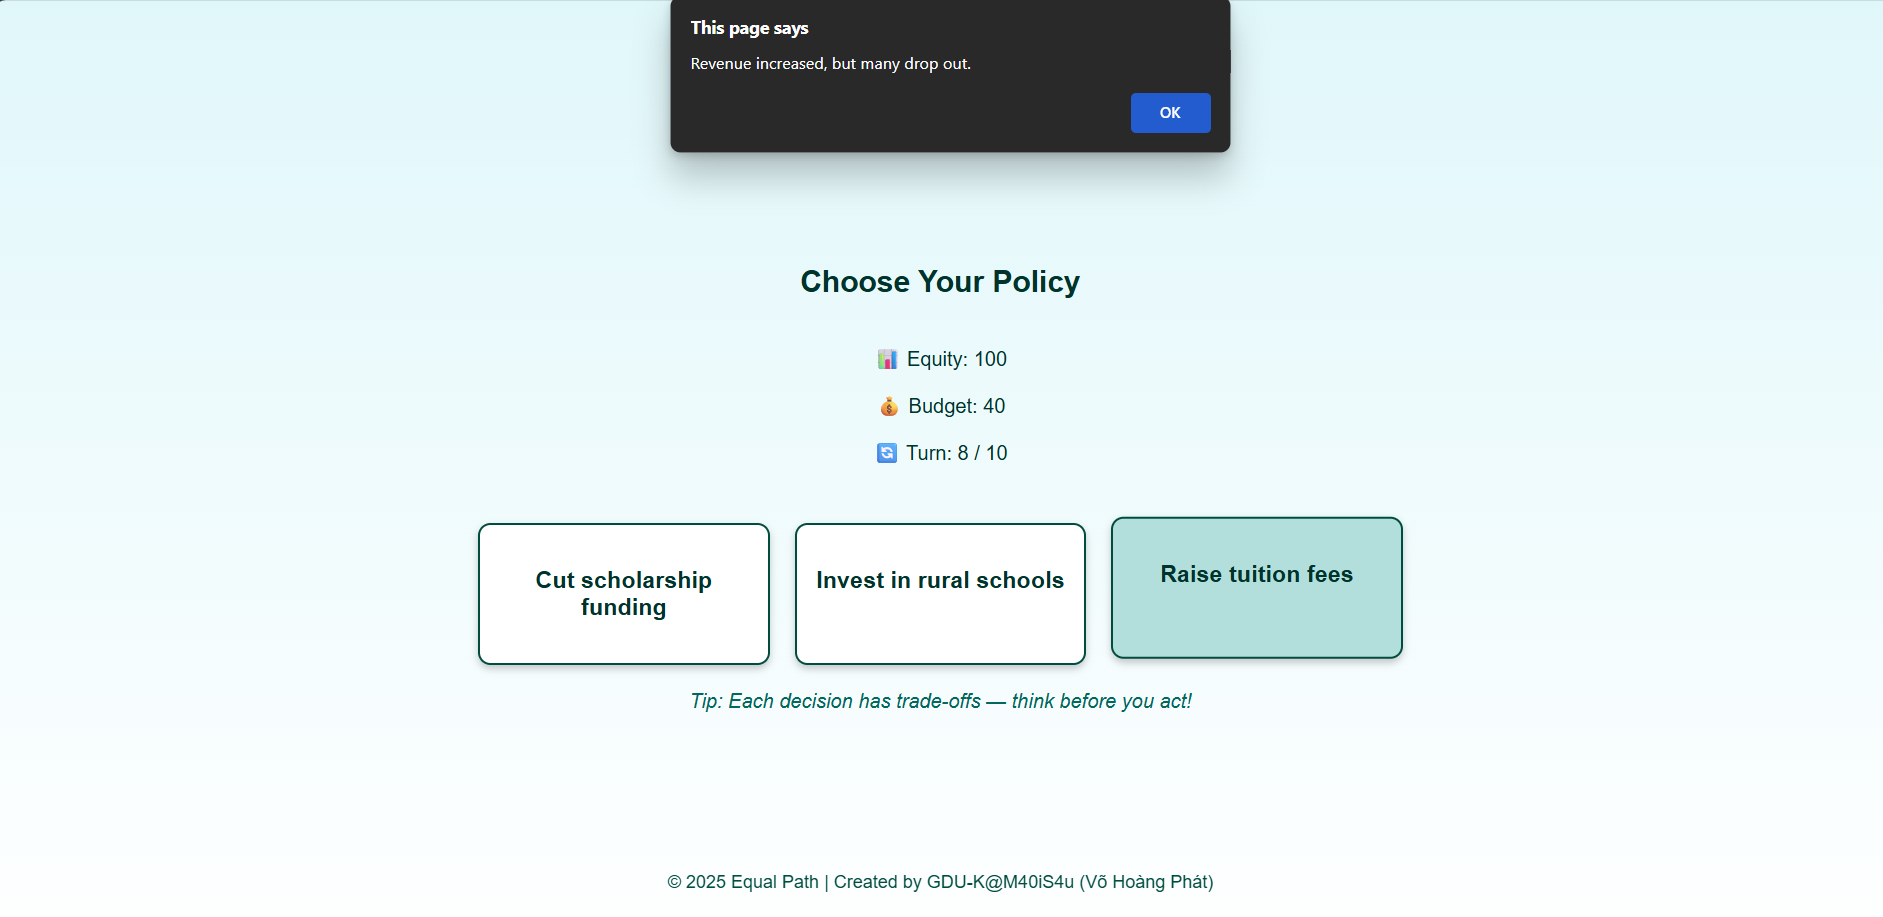 This page says
Revenue increased, but many drop out.
OK
Choose Your Policy
📊 Equity: 100
💰 Budget: 40
🔄 Turn: 8 / 10
Cut scholarship
funding
Invest in rural schools
Raise tuition fees
Tip: Each decision has trade-offs — think before you act!
© 2025 Equal Path | Created by GDU-K@M40iS4u (Võ Hoàng Phát)